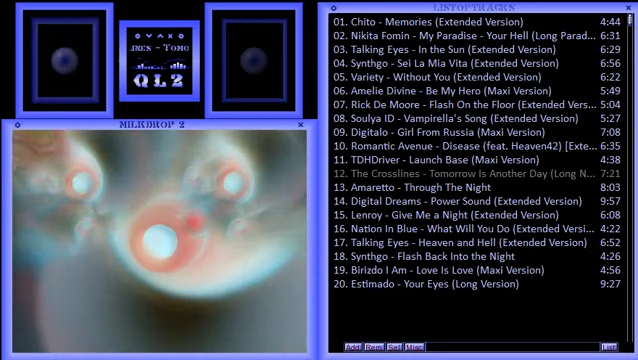 INES - TOMO
QL2
MILKDROP 2
LISTOFTRACKS
01. Chito - Memories (Extended Version) 4:44
02. Nikita Fomin - My Paradise - Your Hell (Long Parad... 6:31
03. Talking Eyes - In the Sun (Extended Version) 6:29
04. Synthgo - Sei La Mia Vita (Extended Version) 6:56
05. Variety - Without You (Extended Version) 6:22
06. Amelie Divine - Be My Hero (Maxi Version) 5:49
07. Rick De Moore - Flash On the Floor (Extended Vers... 5:04
08. Soulya ID - Vampirella's Song (Extended Version) 5:27
09. Digitalo - Girl From Russia (Maxi Version) 7:08
10. Romantic Avenue - Disease (feat. Heaven42) [Exte... 6:35
11. TDHDriver - Launch Base (Maxi Version) 4:38
12. The Crosslines - Tomorrow Is Another Day (Long N... 7:21
13. Amaretto - Through The Night 8:03
14. Digital Dreams - Power Sound (Extended Version) 9:57
15. Lenroy - Give Me a Night (Extended Version) 6:08
16. Nation In Blue - What Will You Do (Extended Versi... 4:22
17. Talking Eyes - Heaven and Hell (Extended Version) 6:52
18. Synthgo - Flash Back Into the Night 4:26
19. Birizdo I Am - Love Is Love (Maxi Version) 4:56
20. Estimado - Your Eyes (Long Version) 9:27
Add Rem Sel Misc List